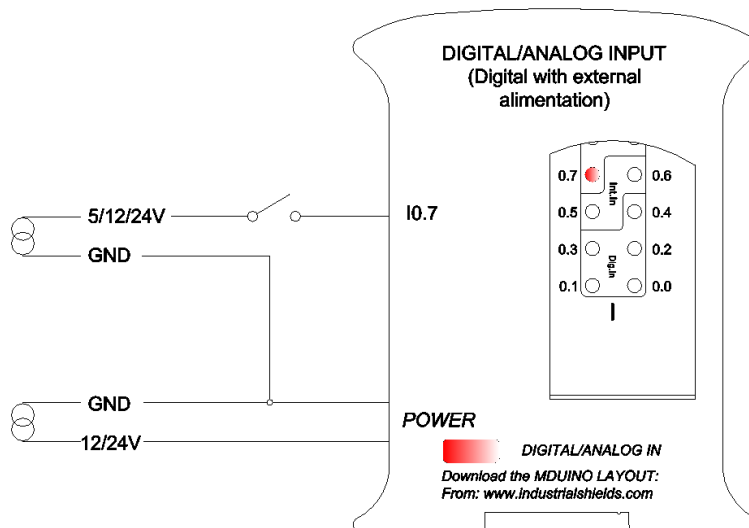 DIGITAL/ANALOG INPUT
(Digital with external
alimentation)
0.7
Int.In
0.6
0.5
0.4
0.3
Dig.In
0.2
0.1
0.0
I
5/12/24V
I0.7
GND
GND
POWER
12/24V
DIGITAL/ANALOG IN
Download the MDUINO LAYOUT:
From: www.industrialshields.com